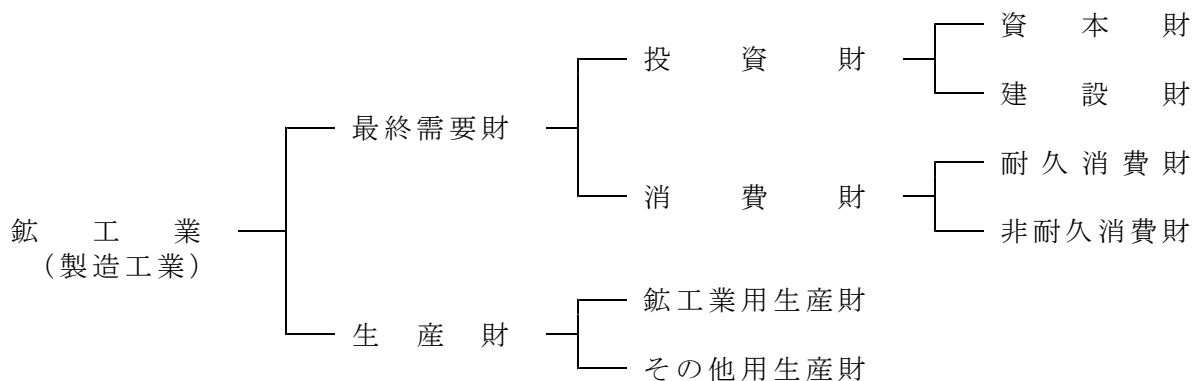 資本財
投資財
建設財
最終需要財
耐久消費財
消費財
鉱工業
（製造工業）
非耐久消費財
鉱工業用生産財
生産財
その他用生産財